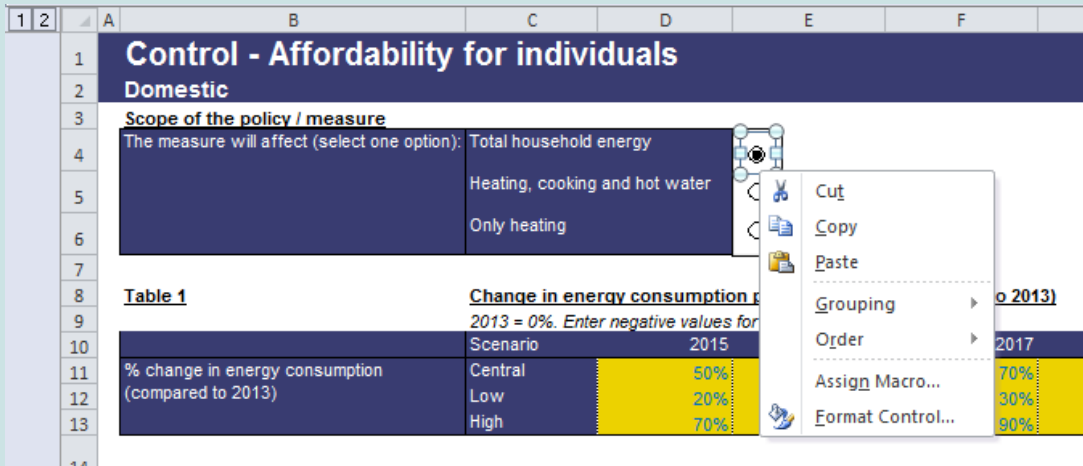 1 2 A B C D E F
1 Control - Affordability for individuals
2 Domestic
3 Scope of the policy / measure
4 The measure will affect (select one option): Total household energy
5 Heating, cooking and hot water
6 Only heating
7
8 Table 1 Change in energy consumption o 2013)
9 2013 = 0%. Enter negative values for
10 Scenario 2015 2017
11 % change in energy consumption Central 50% 70%
12 (compared to 2013) Low 20% 30%
13 High 70% 90%
14
Cut
Copy
Paste
Grouping
Order
Assign Macro...
Format Control...